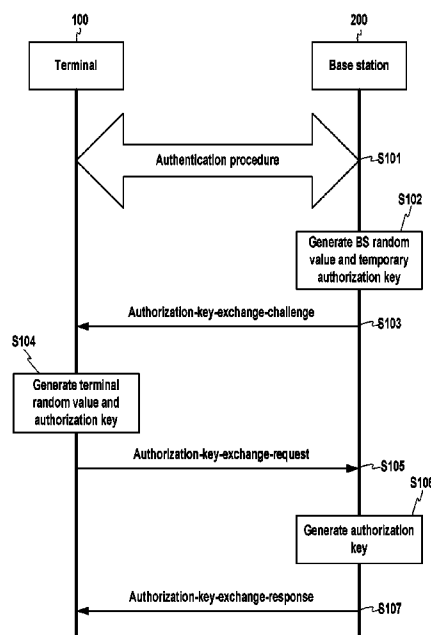 100
200
Terminal
Base station
Authentication procedure
S101
S102
Generate BS random
value and temporary
authorization key
Authorization-key-exchange-challenge
S103
S104
Generate terminal
random value and
authorization key
Authorization-key-exchange-request
S105
S106
Generate authorization
key
Authorization-key-exchange-response
S107